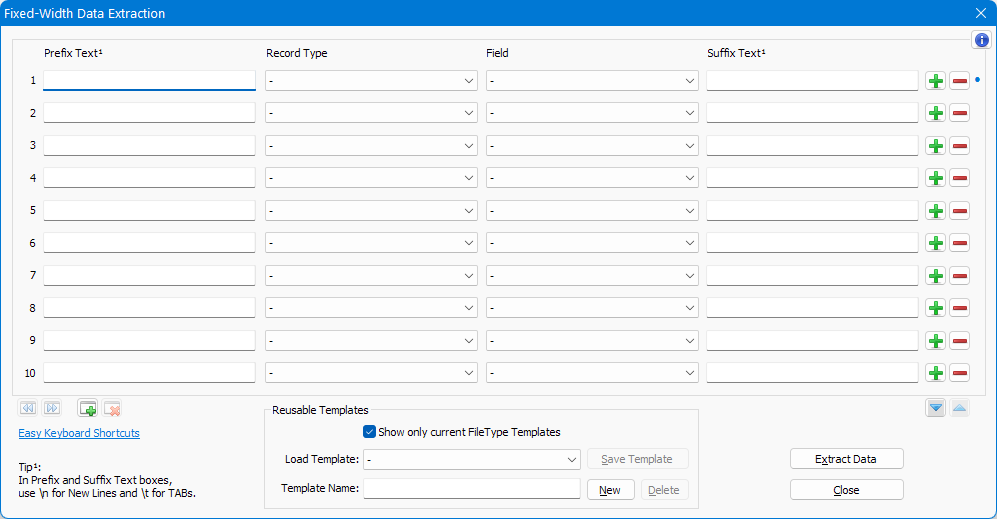 Fixed-Width Data Extraction
Prefix Text¹ Record Type Field Suffix Text¹
1 - -
2 - -
3 - -
4 - -
5 - -
6 - -
7 - -
8 - -
9 - -
10 - -
Easy Keyboard Shortcuts
Tip¹:
In Prefix and Suffix Text boxes,
use \n for New Lines and \t for TABs.
Reusable Templates
Show only current FileType Templates
Load Template: - Save Template
Template Name: New Delete
Extract Data
Close